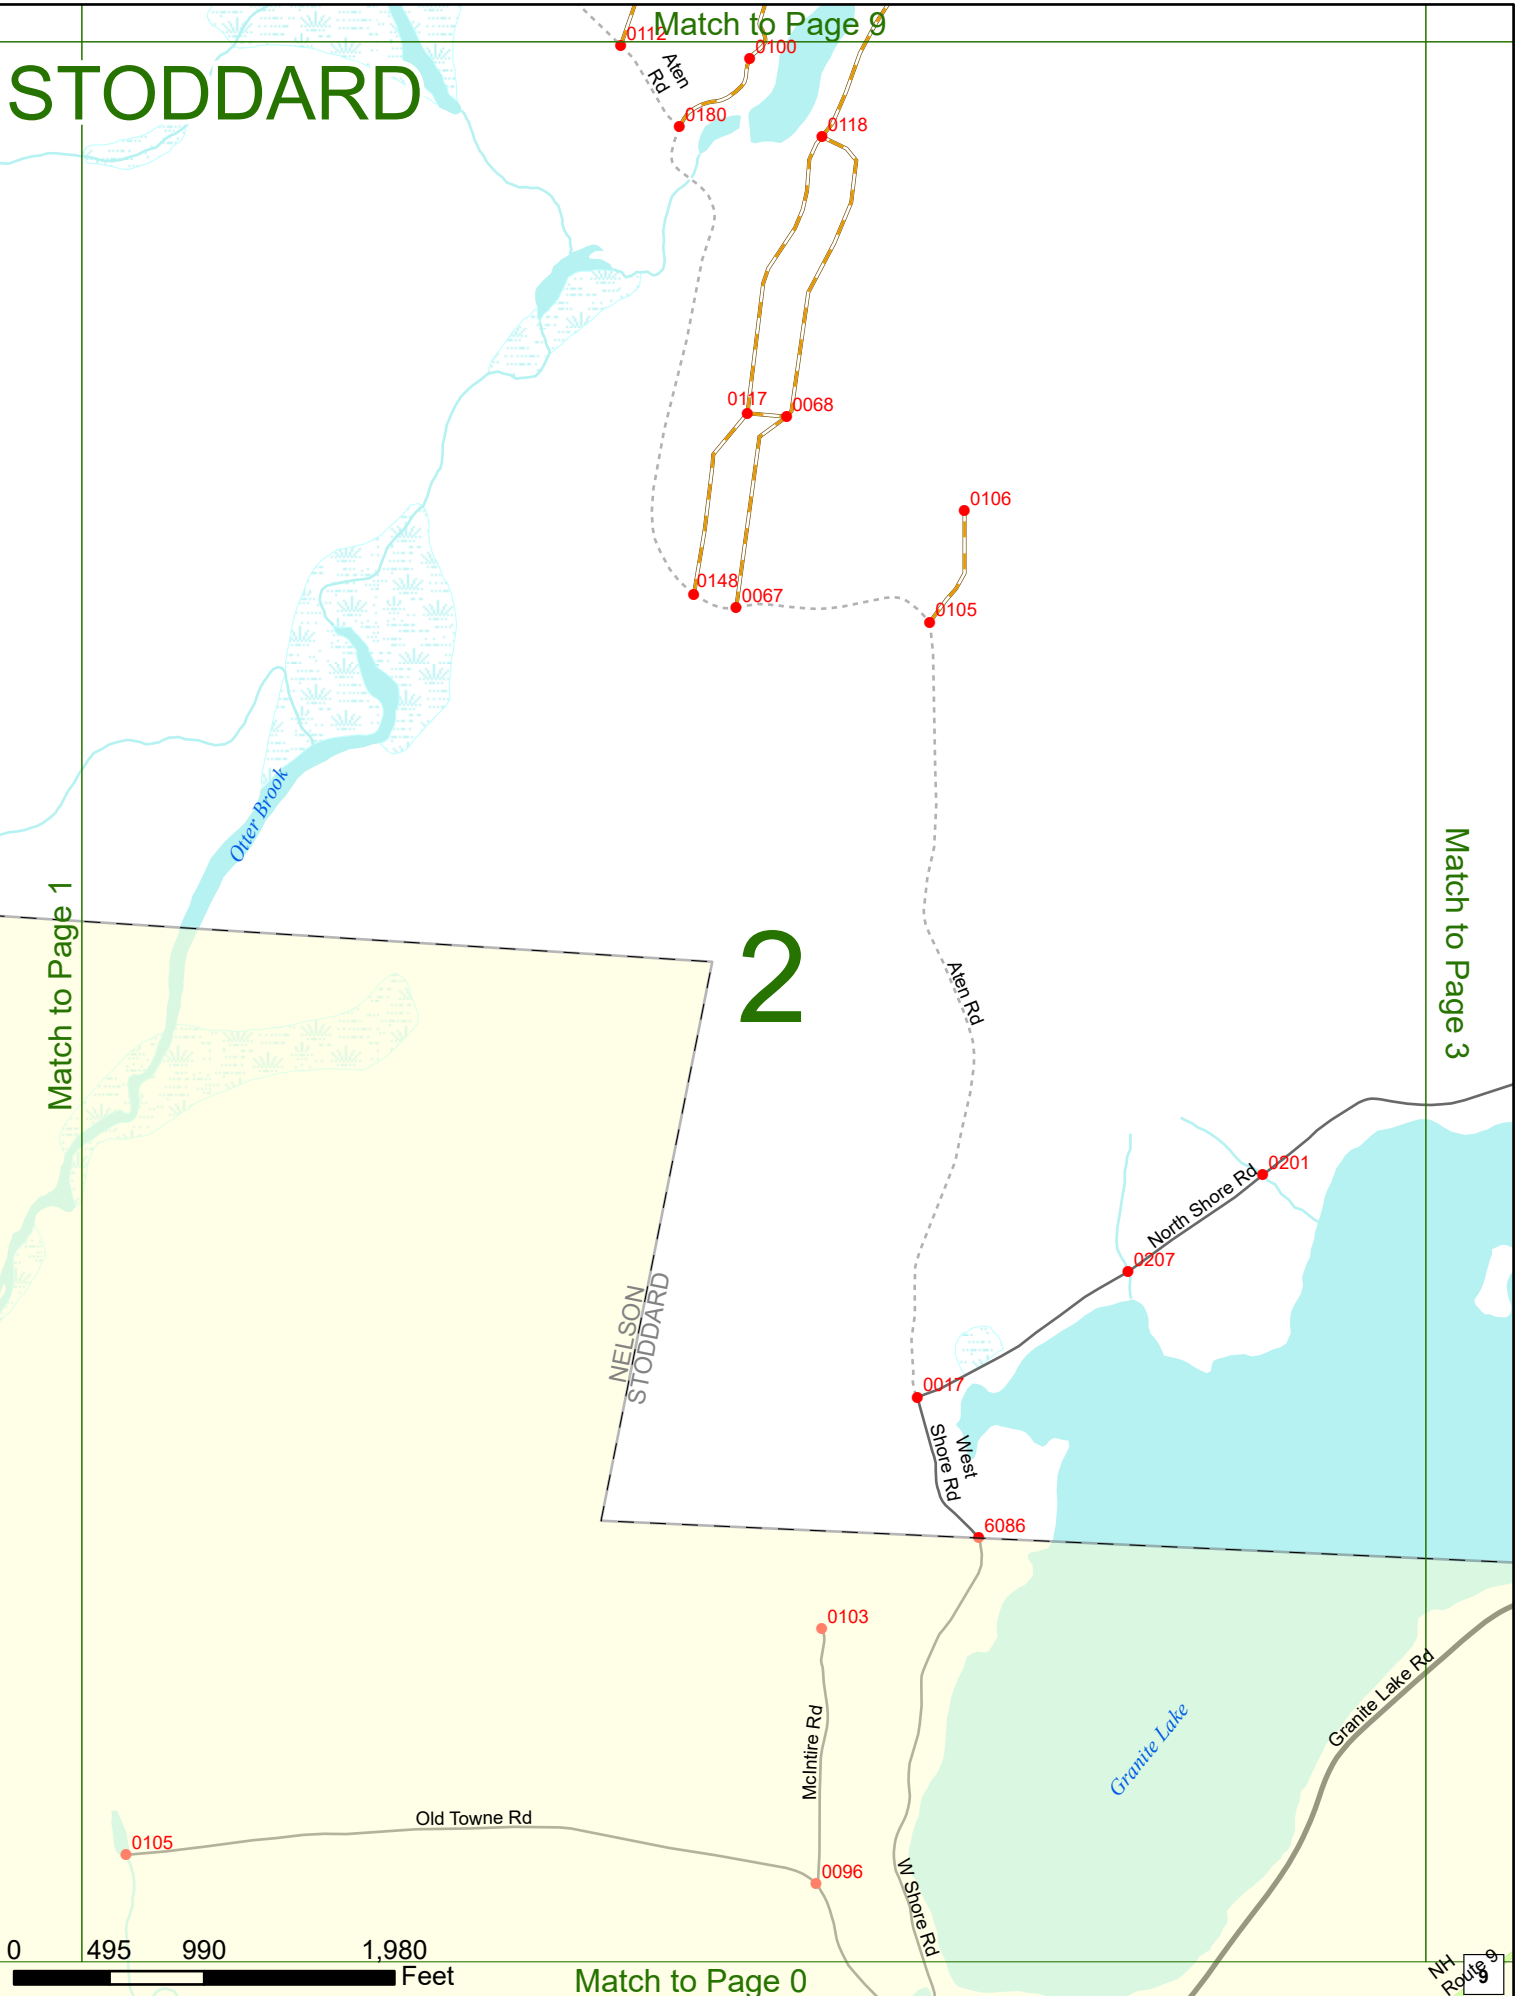 Match to Page 9
STODDARD
0112
Aten
Rd
0100
0180
0118
0117
0068
0106
0148
0067
0105
Otter Brook
Match to Page 1
2
Match to Page 3
Aten Rd
0201
North Shore Rd
0207
NELSON
STODDARD
0017
West
Shore Rd
6086
0103
McIntire Rd
Granite Lake Rd
Granite Lake
Old Towne Rd
0105
0096
W Shore Rd
0 495 990 1,980
Feet
Match to Page 0
NH
Route 9
9